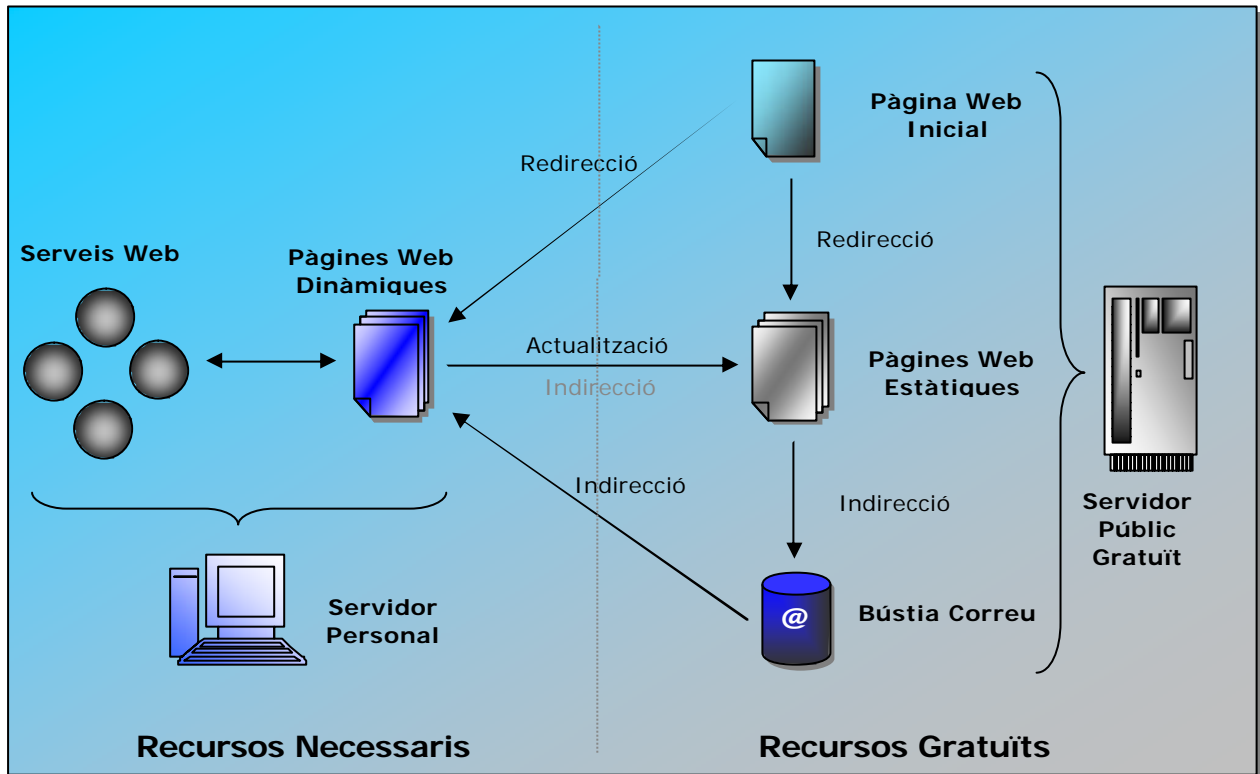 Pàgina Web
Inicial
Redirecció
Redirecció
Serveis Web
Pàgines Web
Dinàmiques
Actualització
Indirecció
Pàgines Web
Estàtiques
Indirecció
Indirecció
Servidor
Públic
Gratuït
@
Bústia Correu
Servidor
Personal
Recursos Necessaris
Recursos Gratuïts